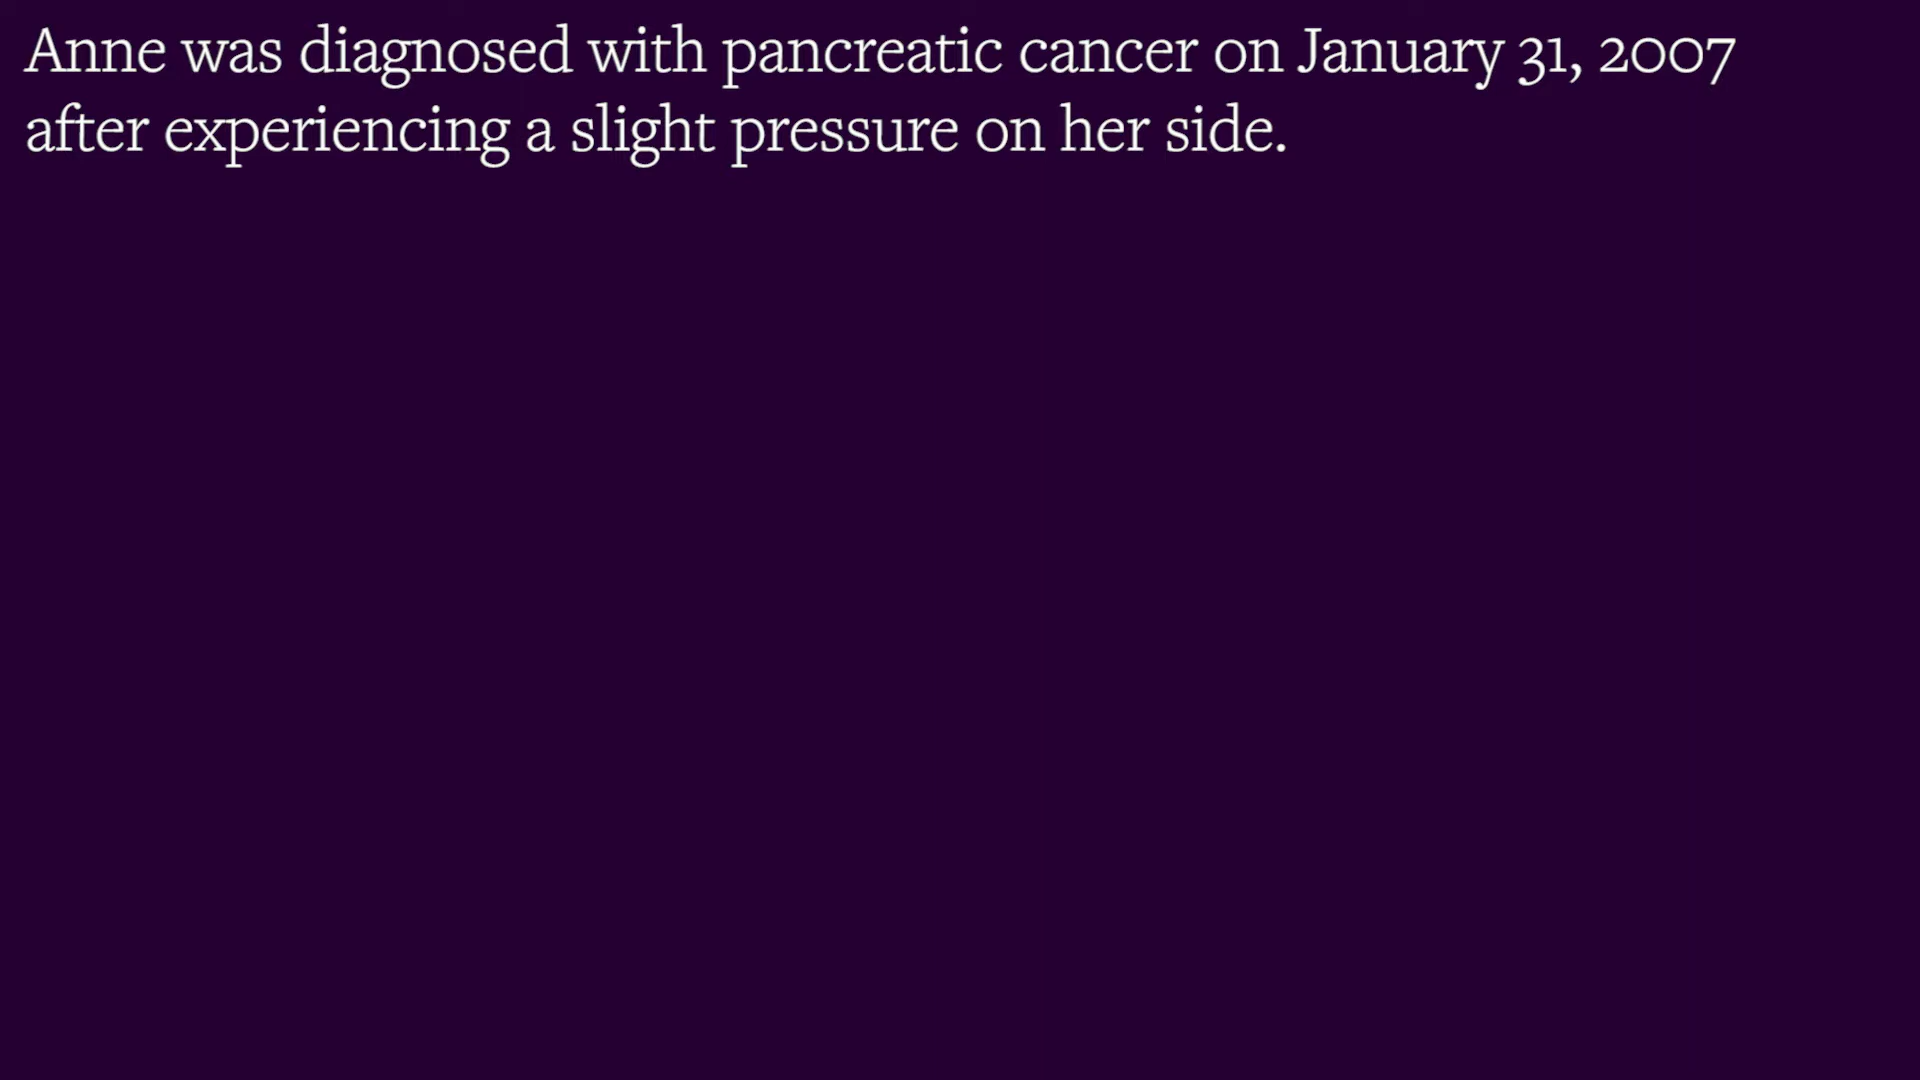 Anne was diagnosed with pancreatic cancer on January 31, 2007
after experiencing a slight pressure on her side.